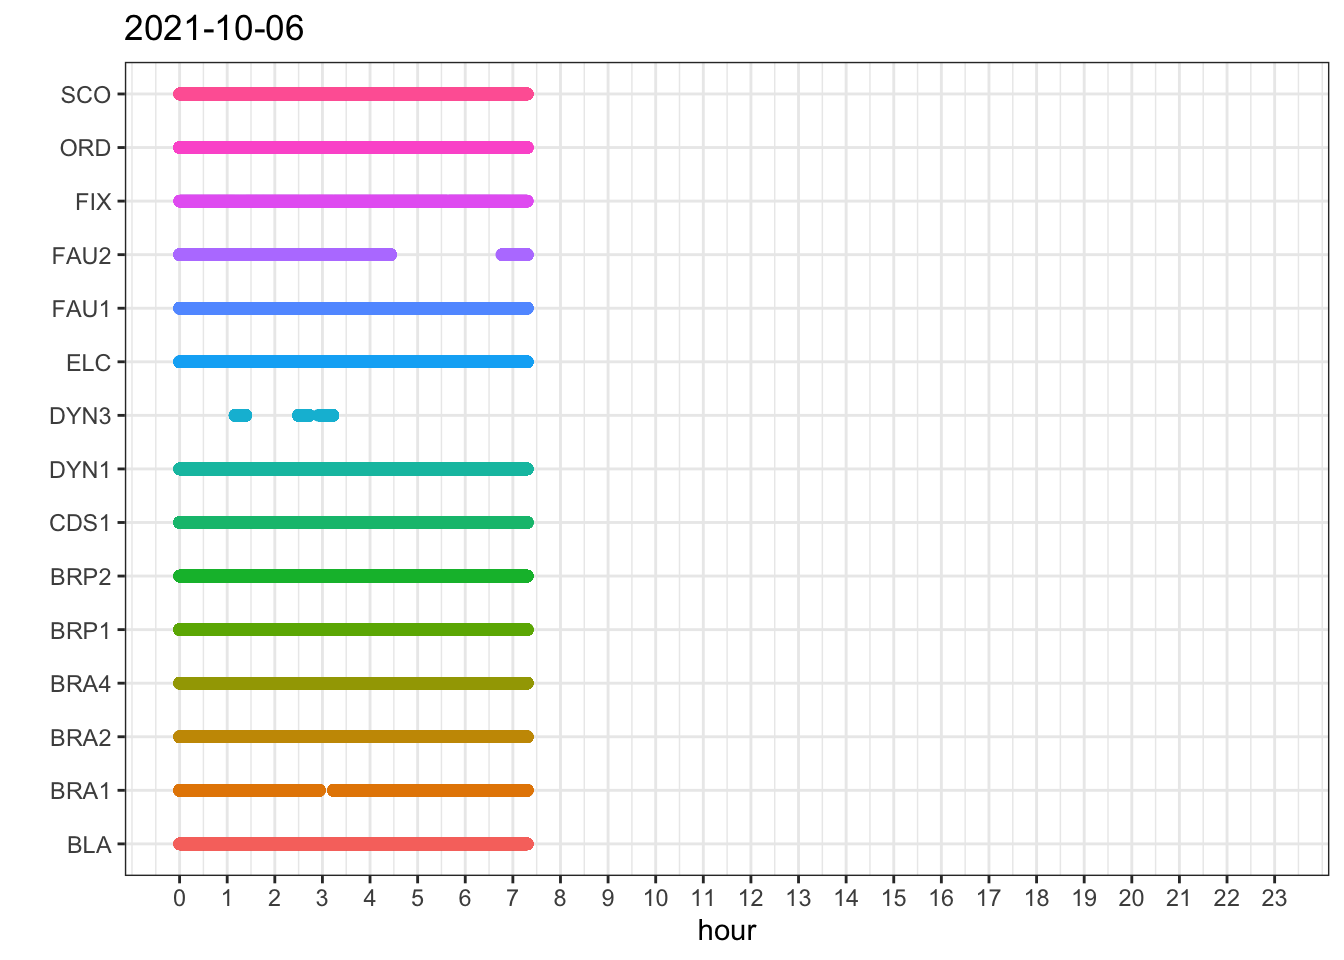 2021-10-06
SCO
ORD
FIX
FAU2
FAU1
ELC
DYN3
DYN1
CDS1
BRP2
BRP1
BRA4
BRA2
BRA1
BLA
0 1 2 3 4 5 6 7 8 9 10 11 12 13 14 15 16 17 18 19 20 21 22 23
hour